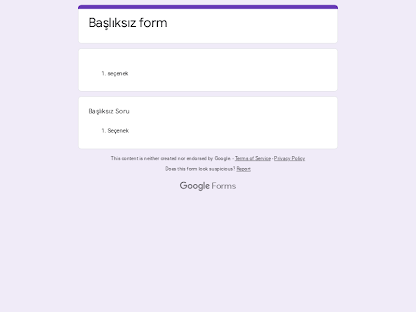 Başlıksız form
1. seçenek
Başlıksız Soru
1. Seçenek
This content is neither created nor endorsed by Google. - Terms of Service - Privacy Policy
Does this form look suspicious? Report
Google Forms